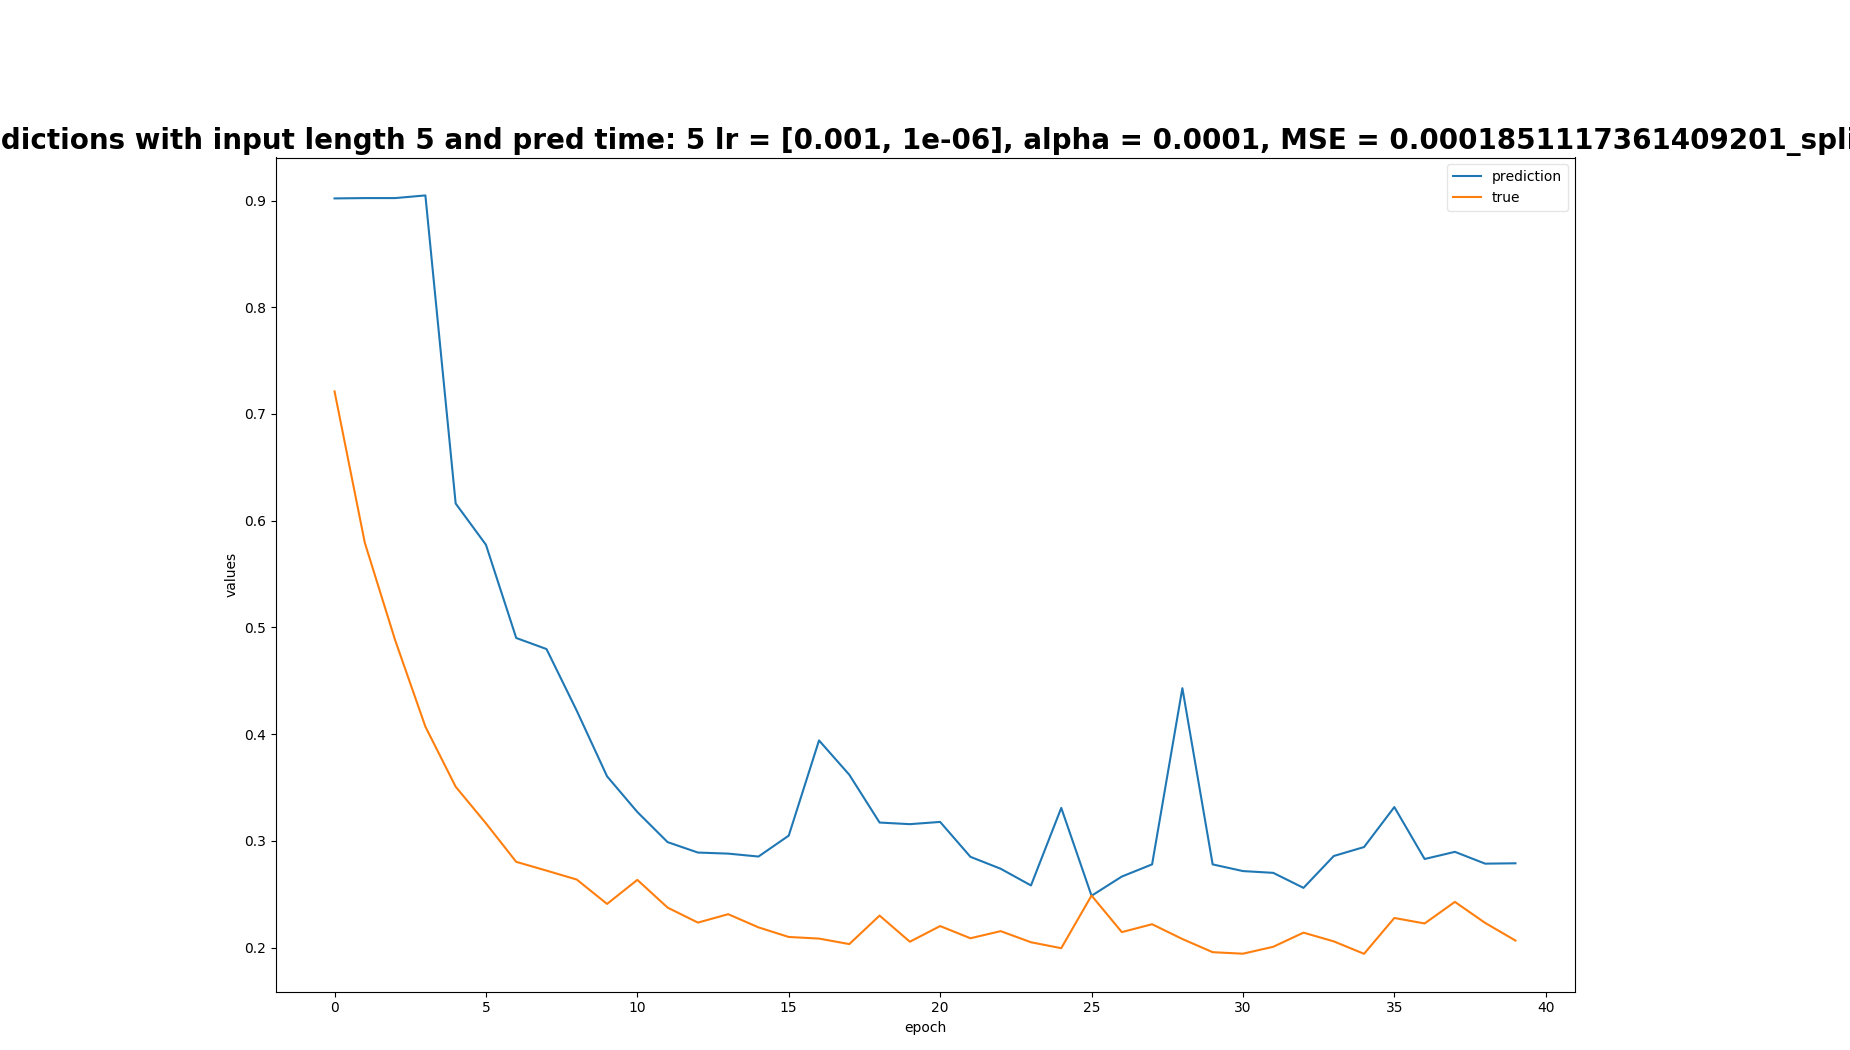 dictions with input length 5 and pred time: 5 lr = [0.001, 1e-06], alpha = 0.0001, MSE = 0.0001851117361409201_spli
prediction
true
0.9
0.8
0.7
0.6
0.5
0.4
0.3
0.2
values
0 5 10 15 20 25 30 35 40
epoch